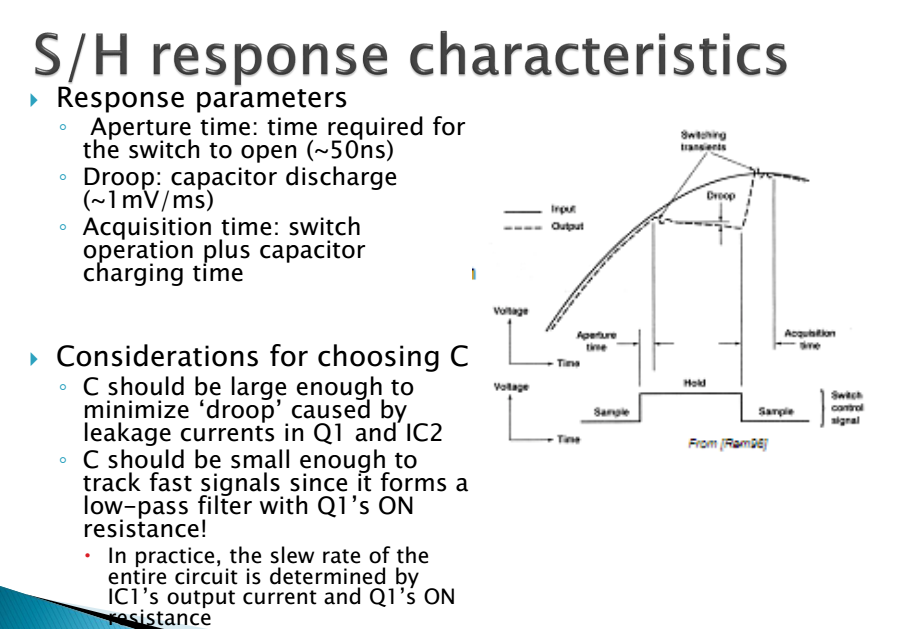 S/H response characteristics
Response parameters
Aperture time: time required for
the switch to open (~50ns)
Droop: capacitor discharge
(~1mV/ms)
Acquisition time: switch
operation plus capacitor
charging time
Considerations for choosing C
C should be large enough to
minimize ‘droop’ caused by
leakage currents in Q1 and IC2
C should be small enough to
track fast signals since it forms a
low-pass filter with Q1’s ON
resistance!
In practice, the slew rate of the
entire circuit is determined by
IC1’s output current and Q1’s ON
resistance
Switching
transients
Droop
Input
Output
Voltage
Aperture
time
Acquisition
time
Time
Voltage
Hold
Sample
Sample
Switch
control
signal
Time
From [Ram96]